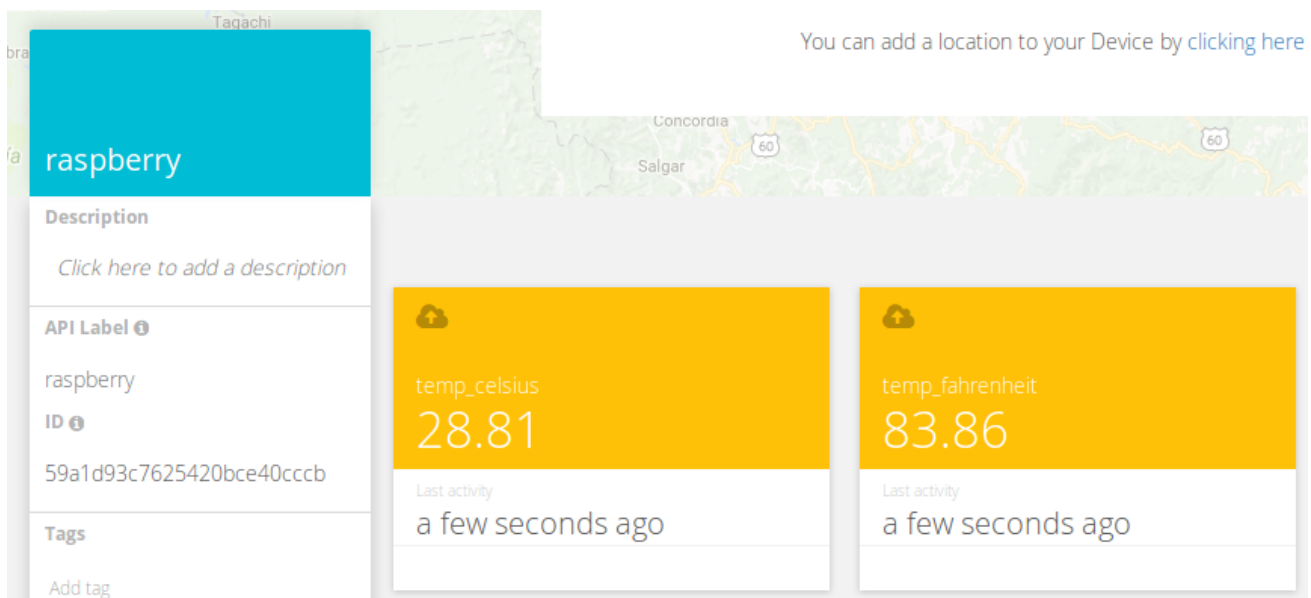 Tagachi
bra
You can add a location to your Device by clicking here
Concordia
60
60
ía
Salgar
raspberry
Description
Click here to add a description
API Label
raspberry
ID
59a1d93c7625420bce40cccb
Tags
Add tag
temp_celsius
28.81
Last activity
a few seconds ago
temp_fahrenheit
83.86
Last activity
a few seconds ago